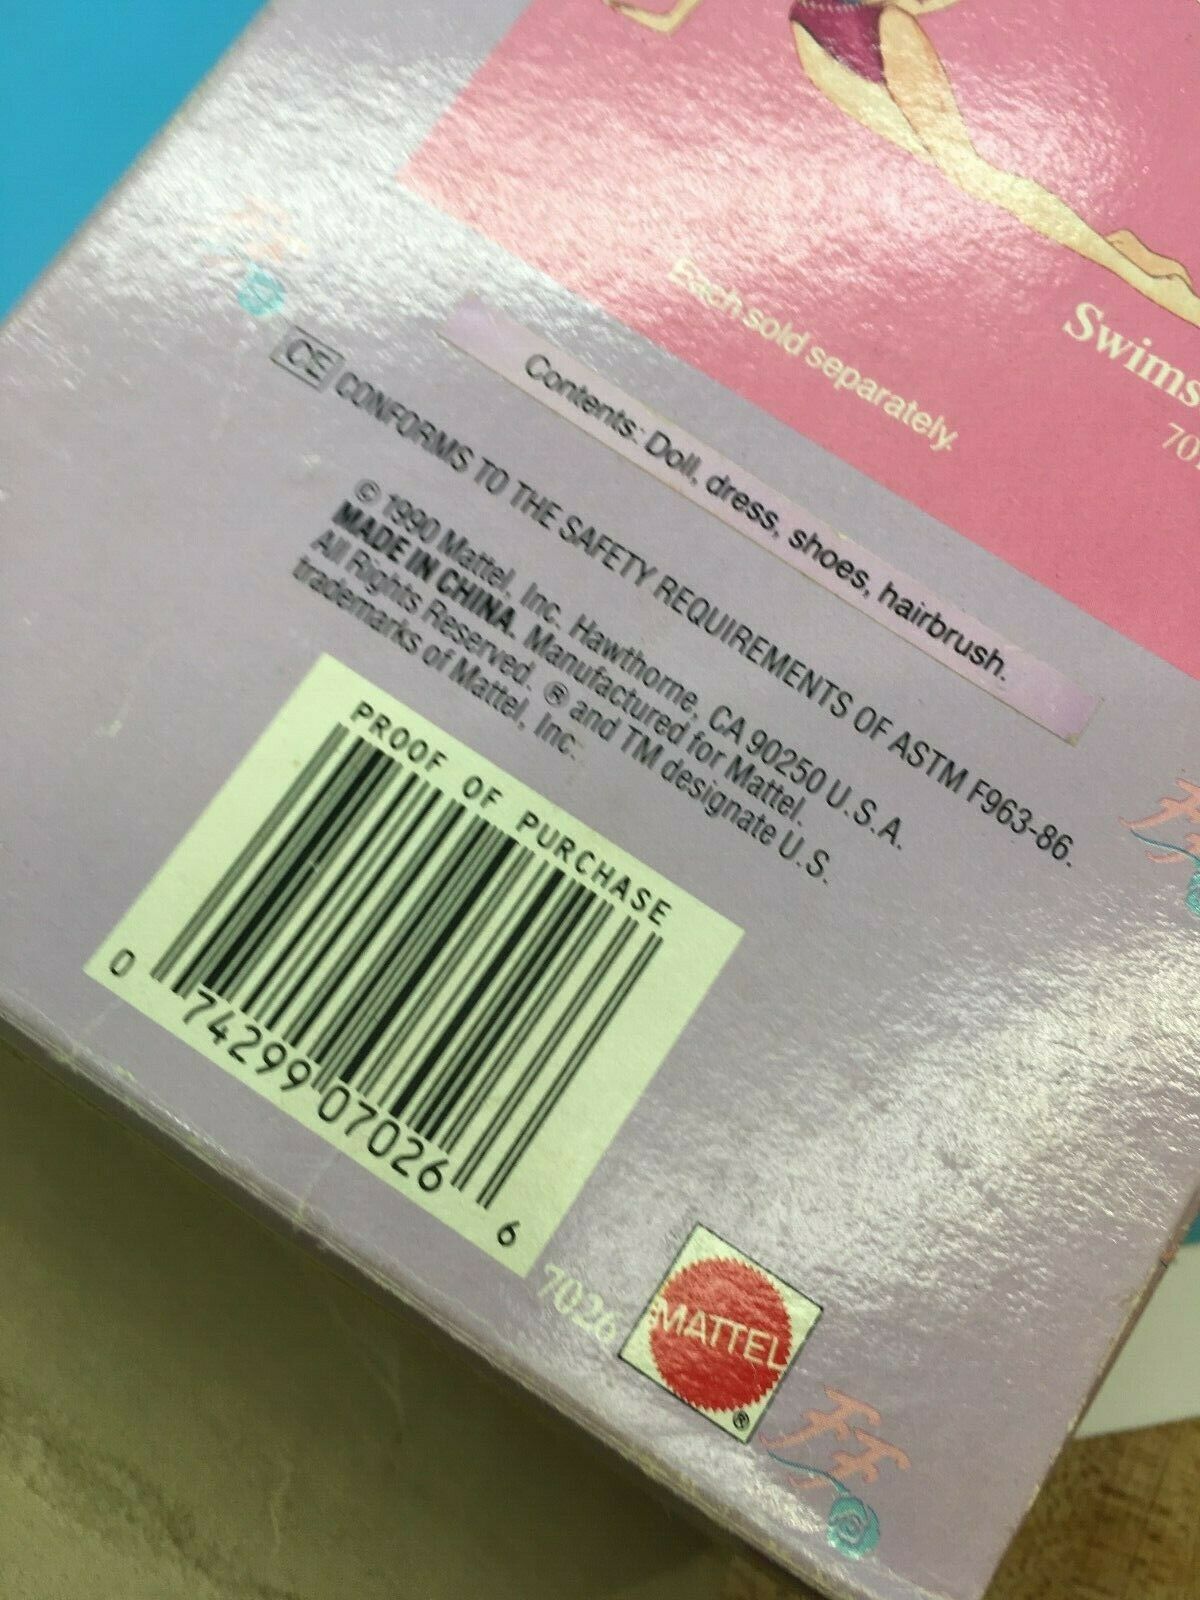 Swims
70
Each sold separately.
Contents: Doll, dress, shoes, hairbrush.
CE CONFORMS TO THE SAFETY REQUIREMENTS OF ASTM F963-86.
© 1990 Mattel, Inc. Hawthorne, CA 90250 U.S.A.
MADE IN CHINA. Manufactured for Mattel.
All Rights Reserved. ® and TM designate U.S.
trademarks of Mattel, Inc.
PROOF OF PURCHASE
0 74299 07026 6
7026
MATTEL
®
FF
FF